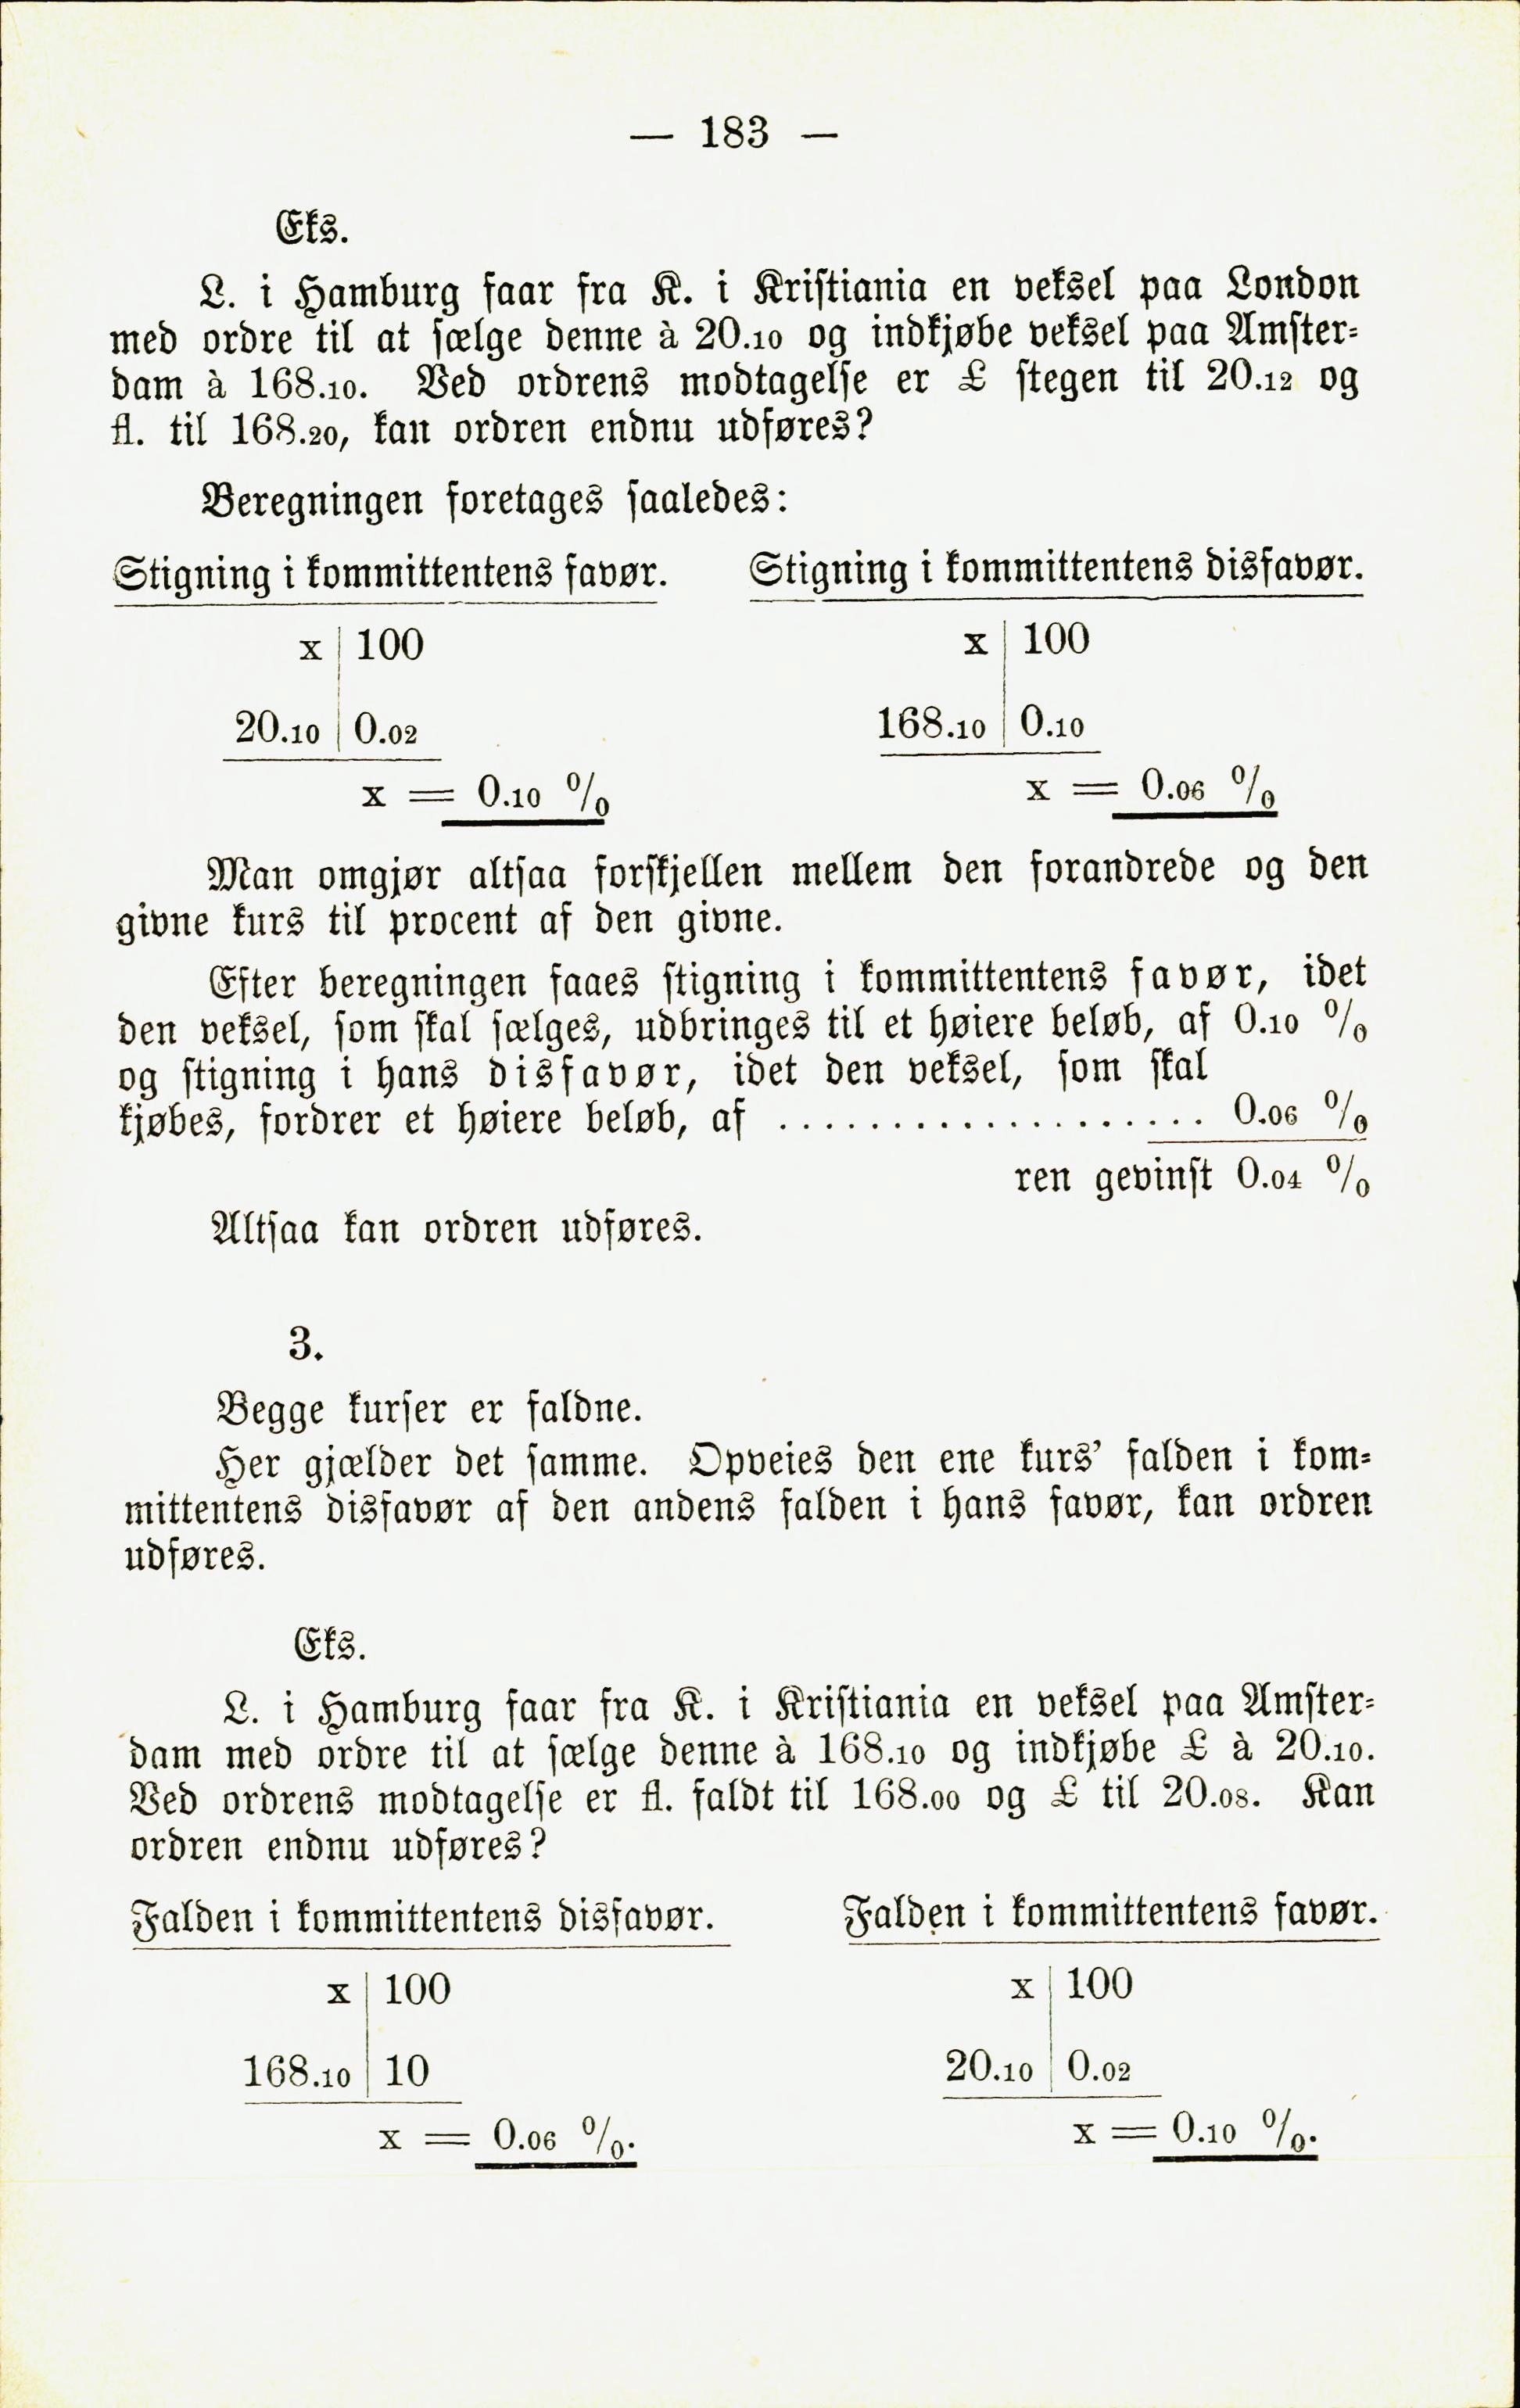 — 183 —
Eks.
L. i Hamburg faar fra K. i Kristiania en veksel paa London
med ordre til at sælge denne à 20.10 og indkjøbe veksel paa Amster-
dam à 168.10. Ved ordrens modtagelse er £ stegen til 20.12 og
fl. til 168.20, kan ordren endnu udføres?
Beregningen foretages saaledes:
Stigning i kommittentens favør. Stigning i kommittentens disfavør.
x | 100 x | 100
20.10 | 0.02 168.10 | 0.10
x = 0.10 % x = 0.06 %
Man omgjør altsaa forskjellen mellem den forandrede og den
givne kurs til procent af den givne.
Efter beregningen faaes stigning i kommittentens favør, idet
den veksel, som skal sælges, udbringes til et høiere beløb, af 0.10 %
og stigning i hans disfavør, idet den veksel, som skal
kjøbes, fordrer et høiere beløb, af ................... 0.06 %
ren gevinst 0.04 %
Altsaa kan ordren udføres.
3.
Begge kurser er faldne.
Her gjælder det samme. Opveies den ene kurs' falden i kom-
mittentens disfavør af den andens falden i hans favør, kan ordren
udføres.
Eks.
L. i Hamburg faar fra K. i Kristiania en veksel paa Amster-
dam med ordre til at sælge denne à 168.10 og indkjøbe £ à 20.10.
Ved ordrens modtagelse er fl. faldt til 168.00 og £ til 20.08. Kan
ordren endnu udføres?
Falden i kommittentens disfavør. Falden i kommittentens favør.
x | 100 x | 100
168.10 | 10 20.10 | 0.02
x = 0.06 %. x = 0.10 %.